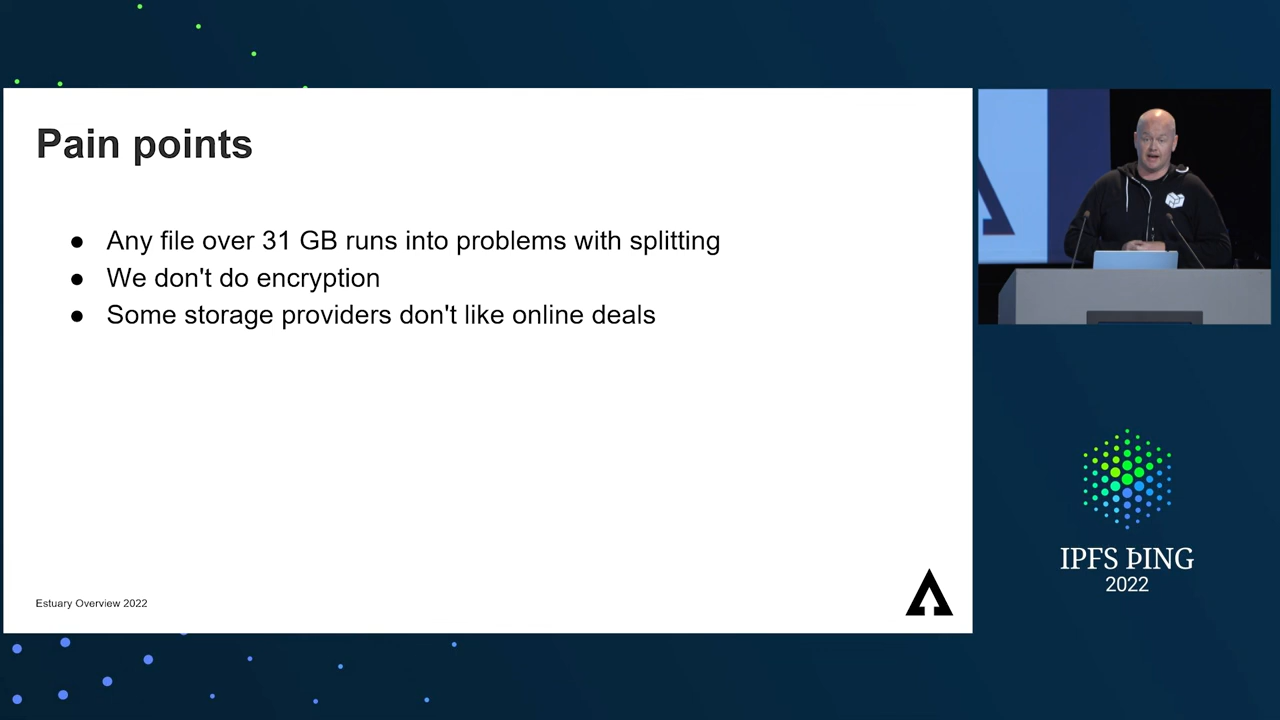 Pain points
● Any file over 31 GB runs into problems with splitting
● We don't do encryption
● Some storage providers don't like online deals
Estuary Overview 2022
IPFS ÞING
2022